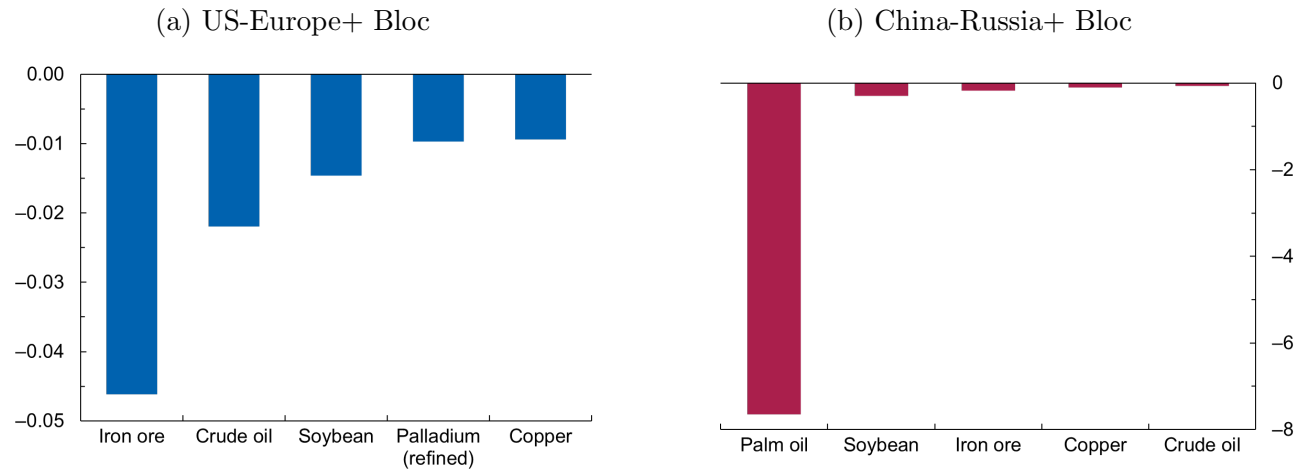 (a) US-Europe+ Bloc
0.00
–0.01
–0.02
–0.03
–0.04
–0.05
Iron ore
Crude oil
Soybean
Palladium
(refined)
Copper
(b) China-Russia+ Bloc
0
–2
–4
–6
–8
Palm oil
Soybean
Iron ore
Copper
Crude oil